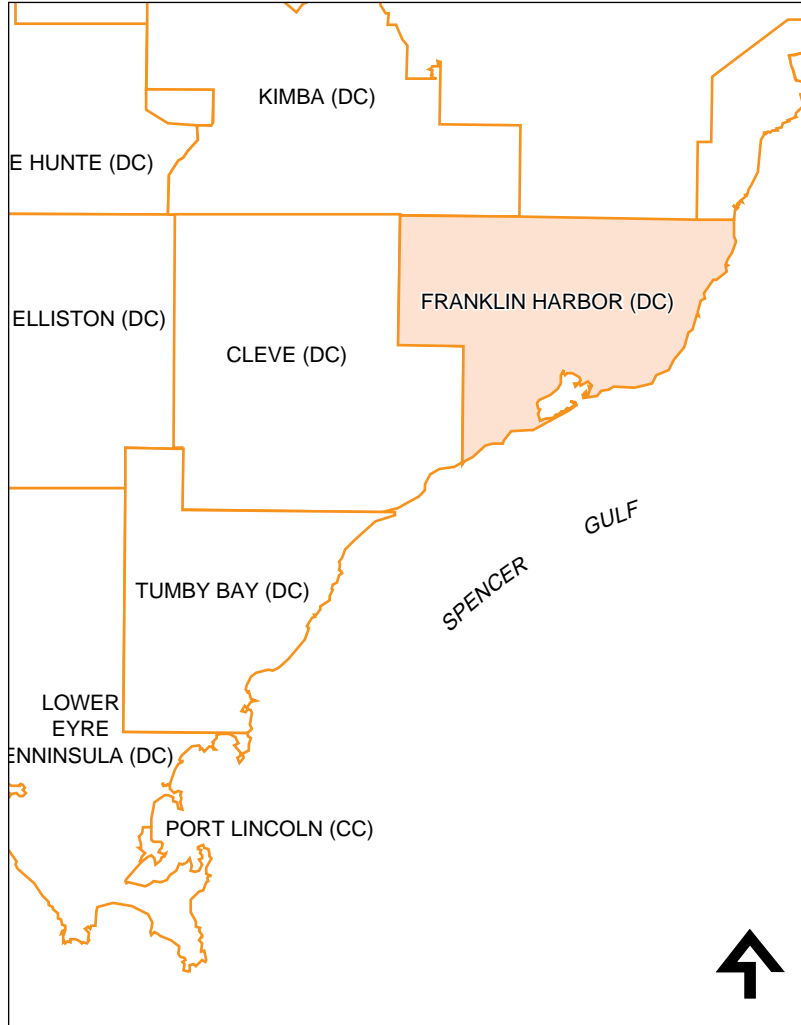 KIMBA (DC)
E HUNTE (DC)
FRANKLIN HARBOR (DC)
ELLISTON (DC)
CLEVE (DC)
SPENCER GULF
TUMBY BAY (DC)
LOWER
EYRE
ENNINSULA (DC)
PORT LINCOLN (CC)